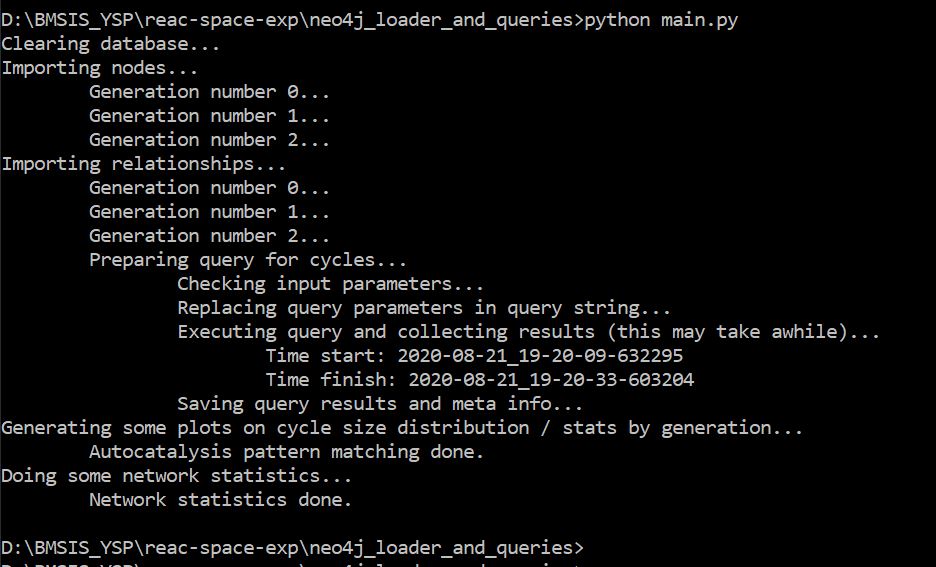 D:\BMSIS_YSP\reac-space-exp\neo4j_loader_and_queries>python main.py
Clearing database...
Importing nodes...
Generation number 0...
Generation number 1...
Generation number 2...
Importing relationships...
Generation number 0...
Generation number 1...
Generation number 2...
Preparing query for cycles...
Checking input parameters...
Replacing query parameters in query string...
Executing query and collecting results (this may take awhile)...
Time start: 2020-08-21_19-20-09-632295
Time finish: 2020-08-21_19-20-33-603204
Saving query results and meta info...
Generating some plots on cycle size distribution / stats by generation...
Autocatalysis pattern matching done.
Doing some network statistics...
Network statistics done.
D:\BMSIS_YSP\reac-space-exp\neo4j_loader_and_queries>
D:\BMSIS_YSP\reac-space-exp\neo4j_loader_and_queries>